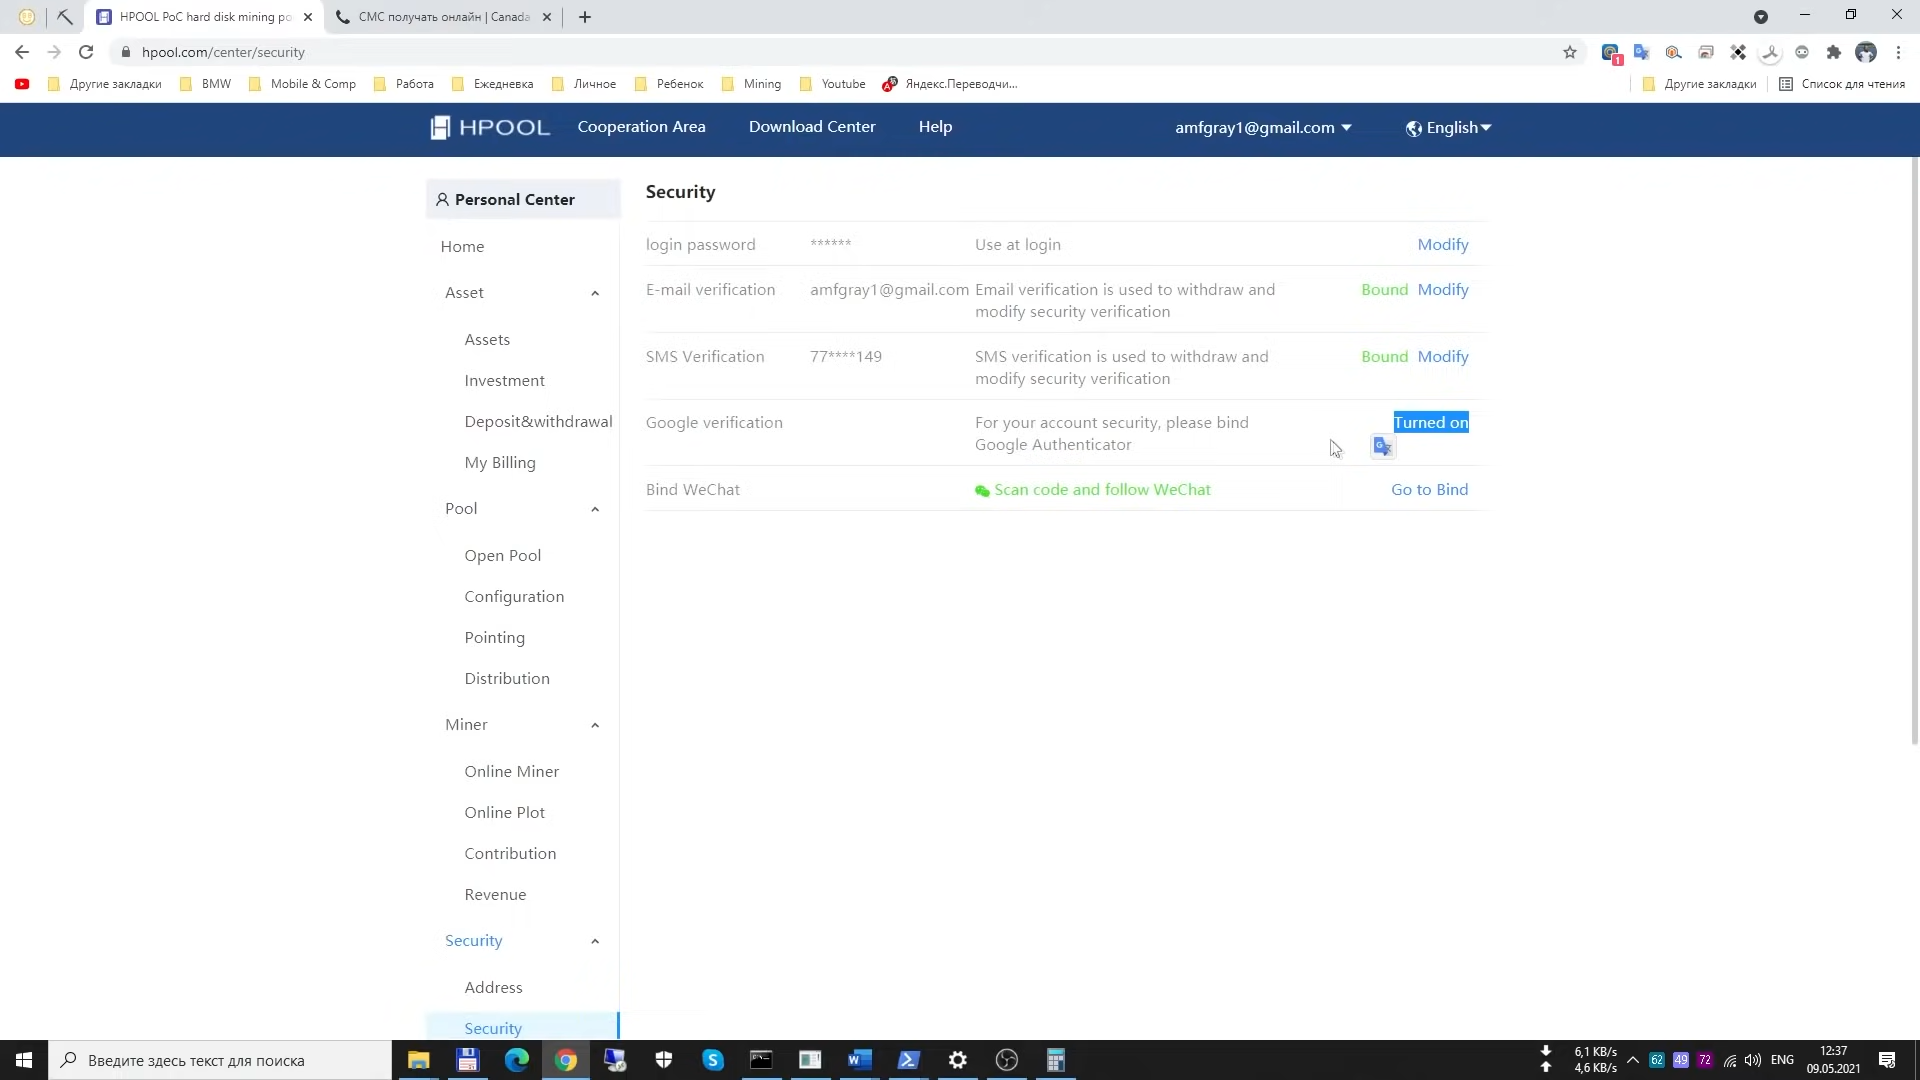 HPOOL PoC hard disk mining po
СМС получать онлайн | Canada
hpool.com/center/security
1
Другие закладки
BMW
Mobile & Comp
Работа
Ежедневка
Личное
Ребенок
Mining
Youtube
Яндекс.Переводчи...
Другие закладки
Список для чтения
HPOOL
Cooperation Area
Download Center
Help
amfgray1@gmail.com
English
Personal Center
Home
Asset
Assets
Investment
Deposit&withdrawal
My Billing
Pool
Open Pool
Configuration
Pointing
Distribution
Miner
Online Miner
Online Plot
Contribution
Revenue
Security
Address
Security
Security
login password ****** Use at login Modify
E-mail verification amfgray1@gmail.com Email verification is used to withdraw and Bound Modify
modify security verification
SMS Verification 77****149 SMS verification is used to withdraw and Bound Modify
modify security verification
Google verification For your account security, please bind Turned on
Google Authenticator
Bind WeChat Scan code and follow WeChat Go to Bind
Введите здесь текст для поиска
6,1 KB/s
4,6 KB/s
62
49
72
ENG
12:37
09.05.2021